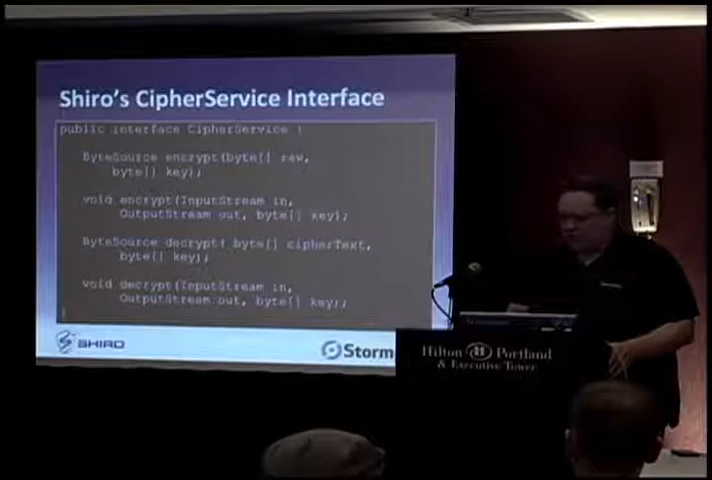 Shiro's CipherService Interface
public interface CipherService {
ByteSource encrypt(byte[] raw,
byte[] key);
void encrypt(InputStream in,
OutputStream out, byte[] key);
ByteSource decrypt( byte[] cipherText,
byte[] key);
void decrypt(InputStream in,
OutputStream out, byte[] key);
}
SHIRO
Storm
Hilton H Portland
& Executive Tower